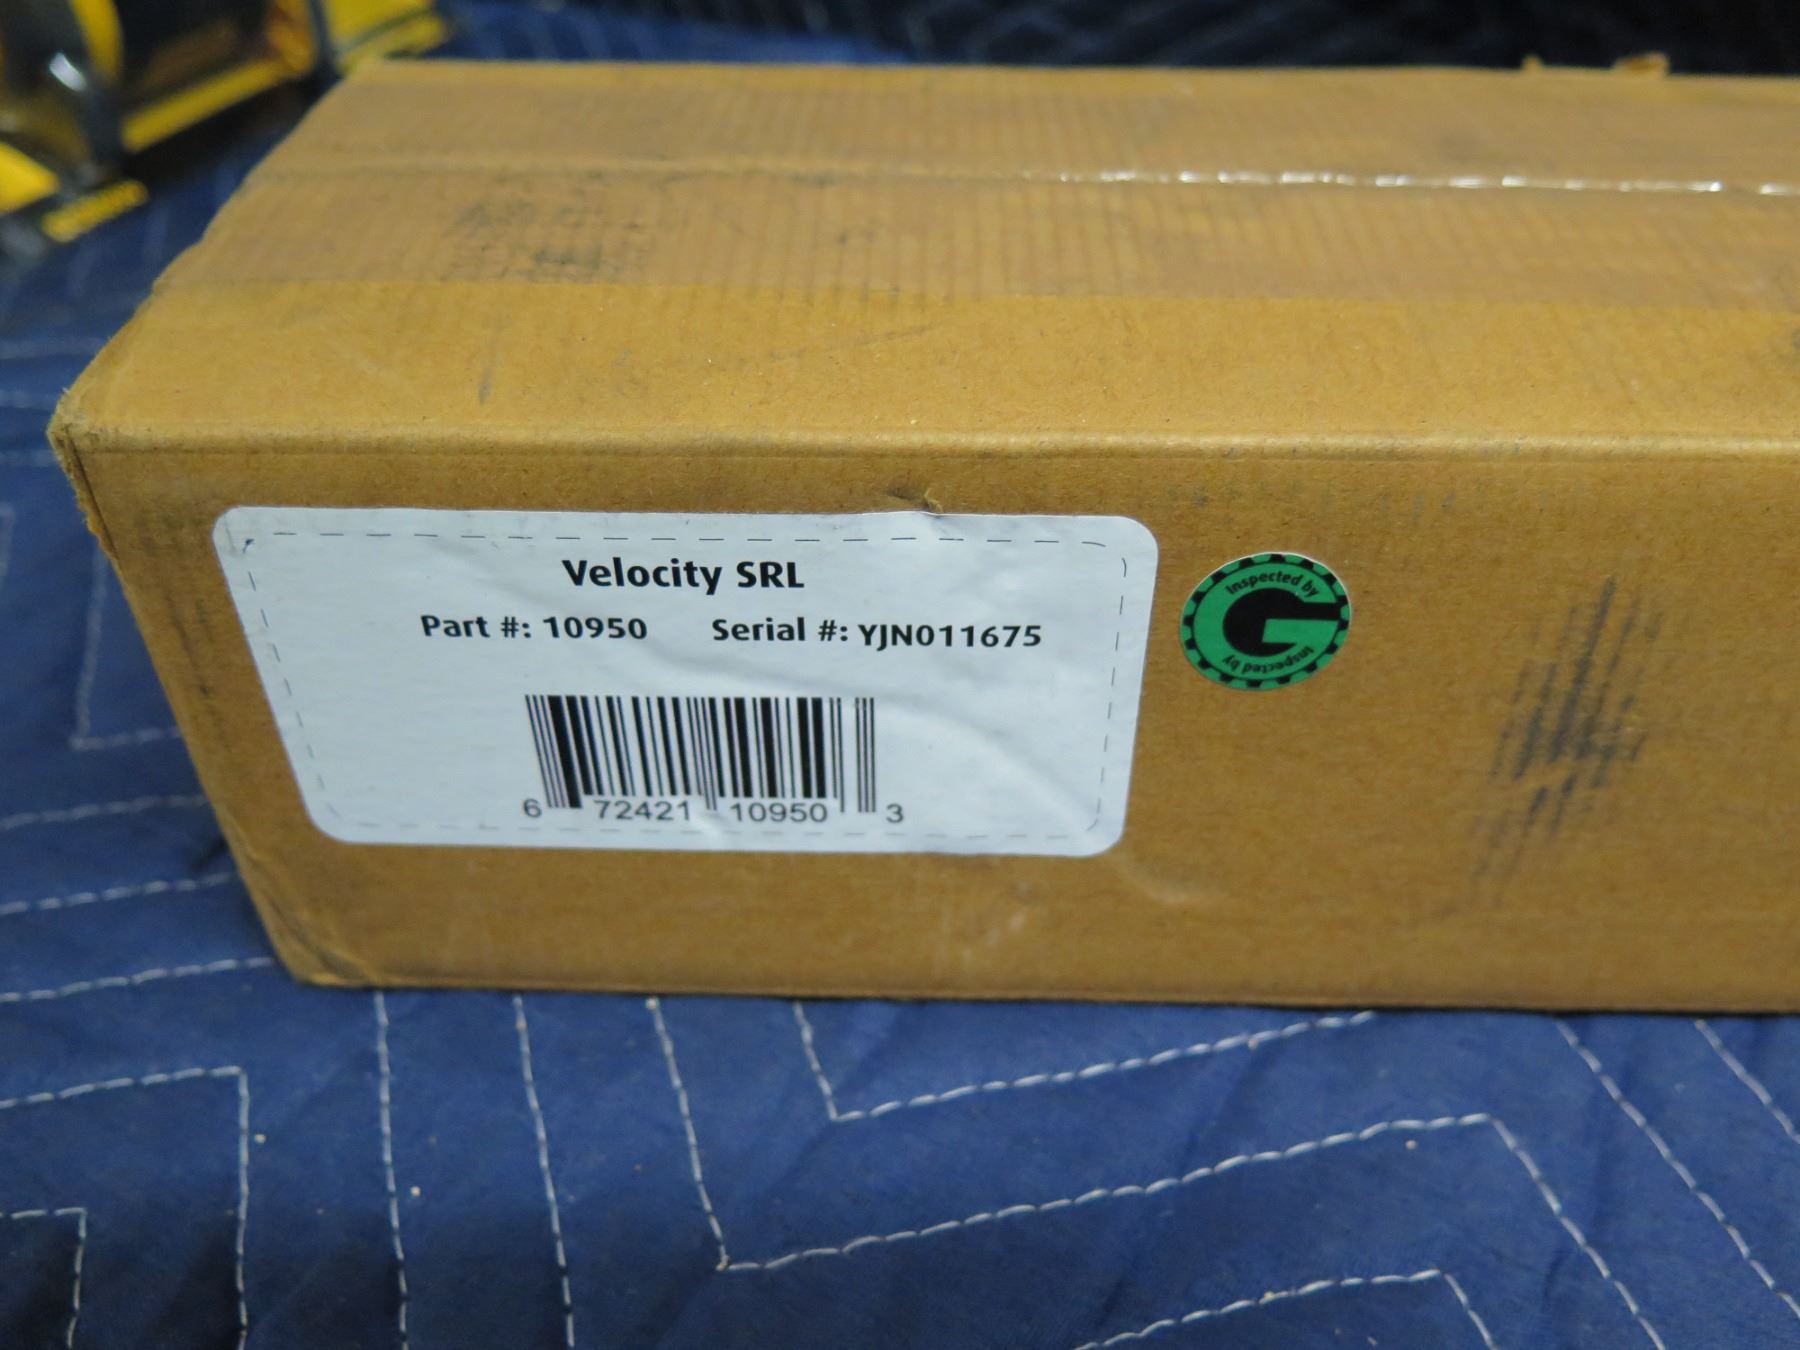 Velocity SRL
Part #: 10950 Serial #: YJN011675
6 72421 10950 3
Inspected by
G
Inspected by